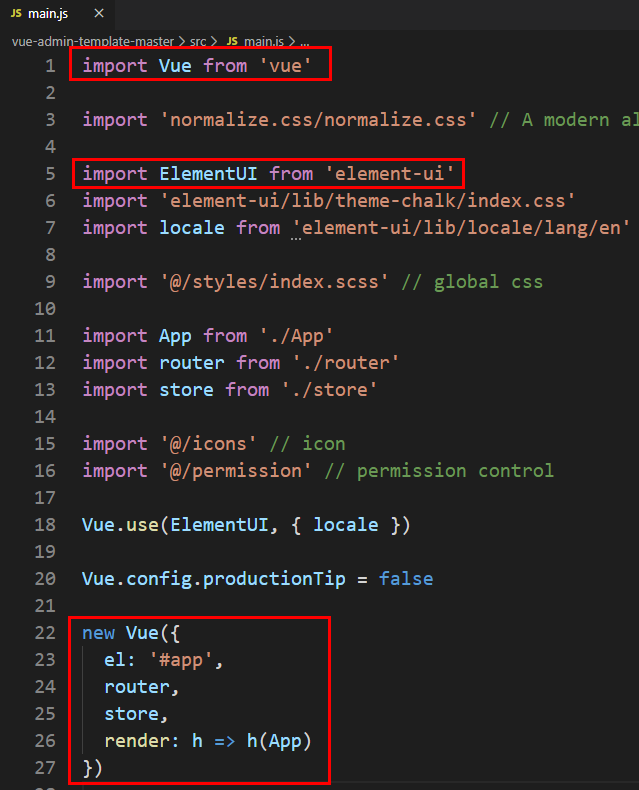 JS main.js ×
vue-admin-template-master > src > JS main.js > ...
1 import Vue from 'vue'
2
3 import 'normalize.css/normalize.css' // A modern al
4
5 import ElementUI from 'element-ui'
6 import 'element-ui/lib/theme-chalk/index.css'
7 import locale from 'element-ui/lib/locale/lang/en'
8
9 import '@/styles/index.scss' // global css
10
11 import App from './App'
12 import router from './router'
13 import store from './store'
14
15 import '@/icons' // icon
16 import '@/permission' // permission control
17
18 Vue.use(ElementUI, { locale })
19
20 Vue.config.productionTip = false
21
22 new Vue({
23   el: '#app',
24   router,
25   store,
26   render: h => h(App)
27 })